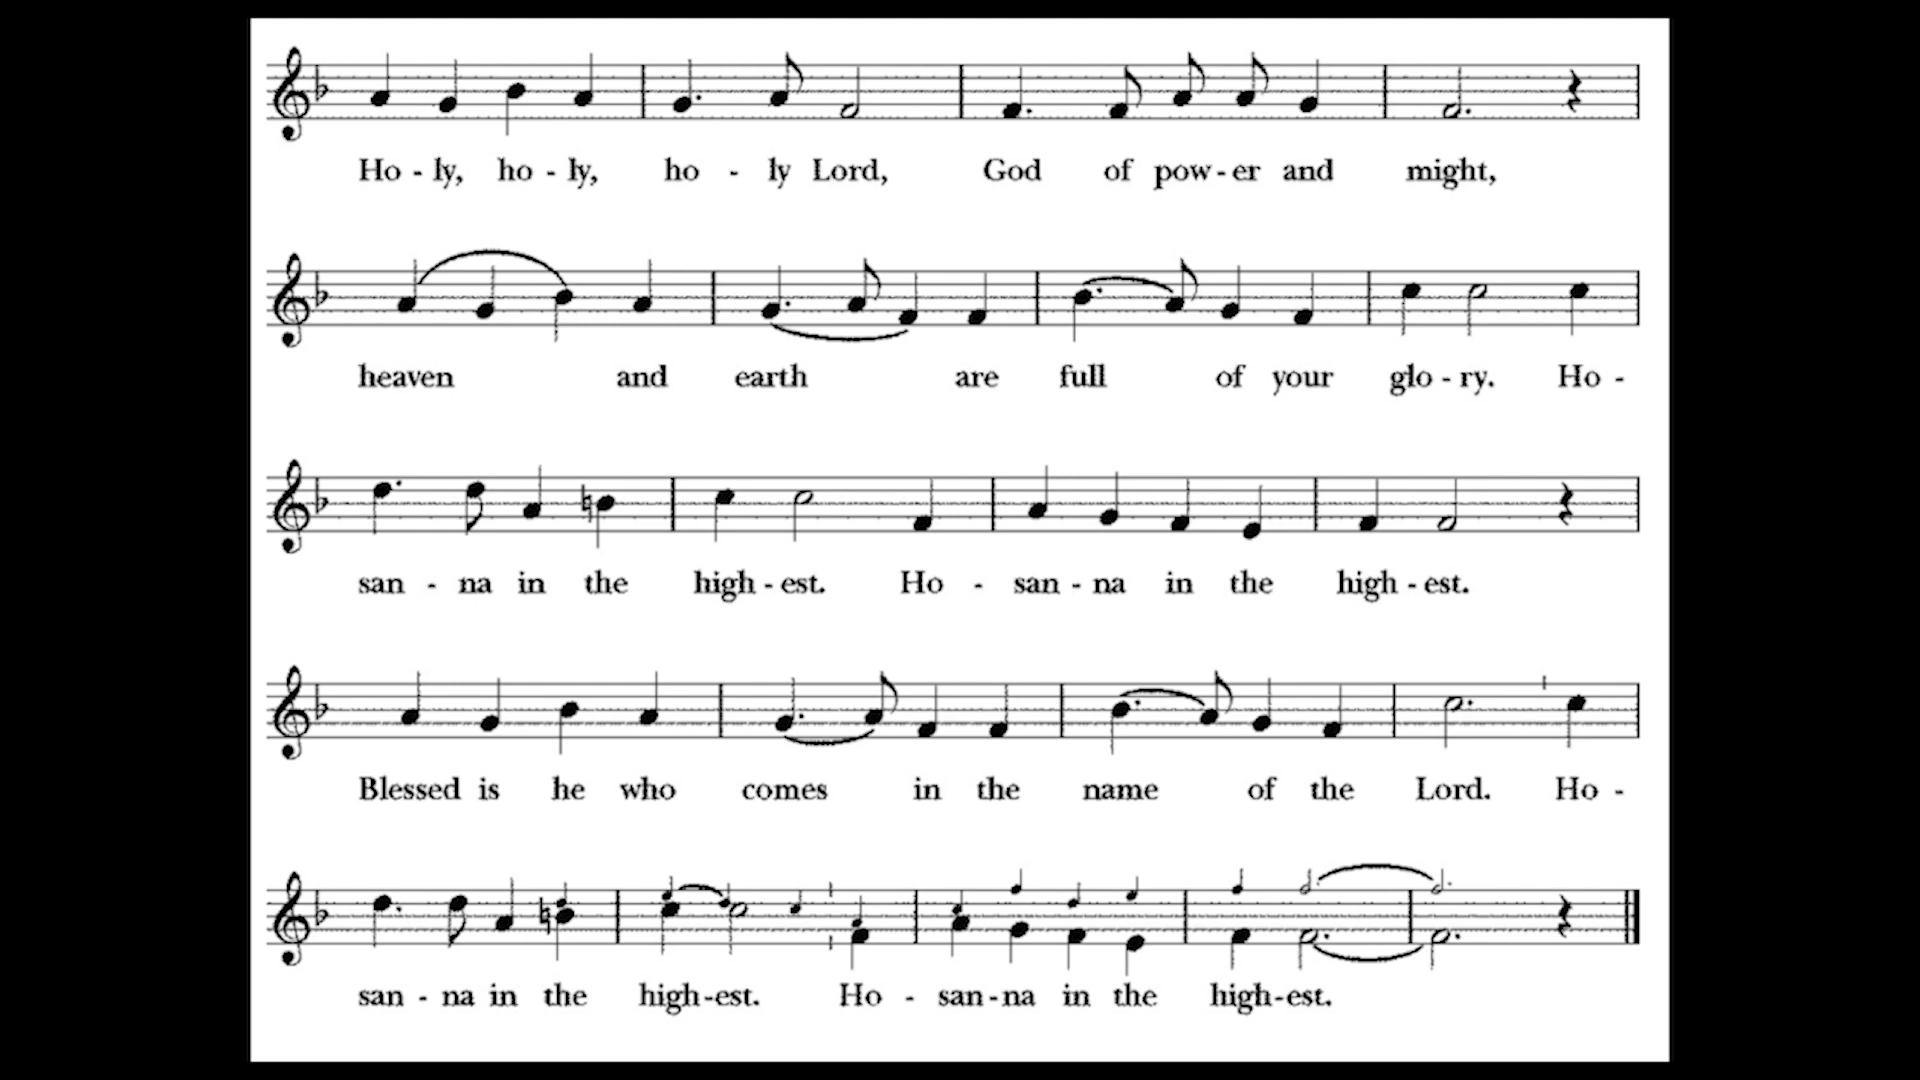 Ho - ly, ho - ly, ho - ly Lord, God of pow - er and might,
heaven and earth are full of your glo - ry. Ho -
san - na in the high - est. Ho - san - na in the high - est.
Blessed is he who comes in the name of the Lord. Ho -
san - na in the high - est. Ho - san - na in the high - est.